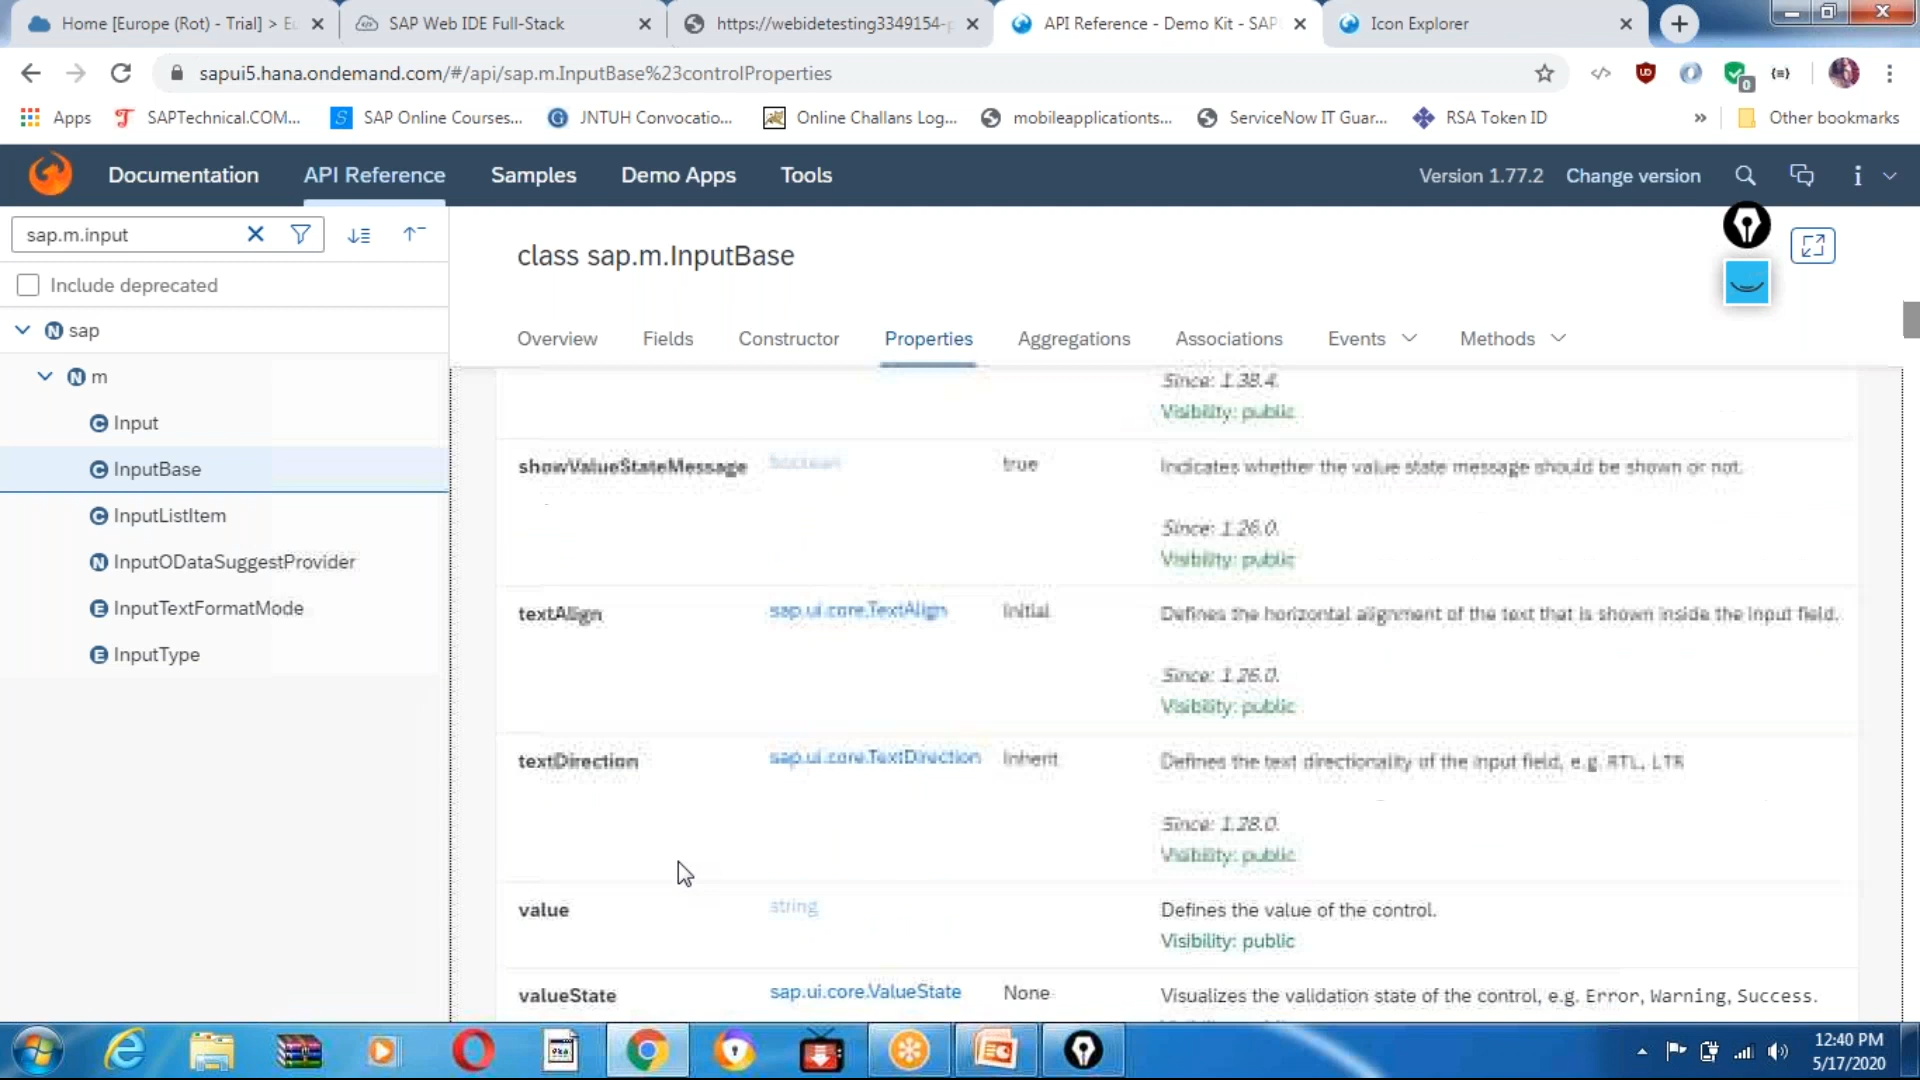 Home [Europe (Rot) - Trial] > Eu
SAP Web IDE Full-Stack
https://webidetesting3349154-p
API Reference - Demo Kit - SAP
Icon Explorer
sapui5.hana.ondemand.com/#/api/sap.m.InputBase%23controlProperties
Apps
SAPTechnical.COM...
SAP Online Courses...
JNTUH Convocatio...
Online Challans Log...
mobileapplicationts...
ServiceNow IT Guar...
RSA Token ID
»
Other bookmarks
Documentation
API Reference
Samples
Demo Apps
Tools
Version 1.77.2
Change version
sap.m.input
Include deprecated
sap
m
Input
InputBase
InputListItem
InputODataSuggestProvider
InputTextFormatMode
InputType
class sap.m.InputBase
Overview
Fields
Constructor
Properties
Aggregations
Associations
Events
Methods
Since: 1.38.4.
Visibility: public
showValueStateMessage boolean true Indicates whether the value state message should be shown or not.
Since: 1.26.0.
Visibility: public
textAlign sap.ui.core.TextAlign Initial Defines the horizontal alignment of the text that is shown inside the input field.
Since: 1.26.0.
Visibility: public
textDirection sap.ui.core.TextDirection Inherit Defines the text directionality of the input field, e.g. RTL, LTR
Since: 1.28.0.
Visibility: public
value string Defines the value of the control.
Visibility: public
valueState sap.ui.core.ValueState None Visualizes the validation state of the control, e.g. Error, Warning, Success.
12:40 PM
5/17/2020